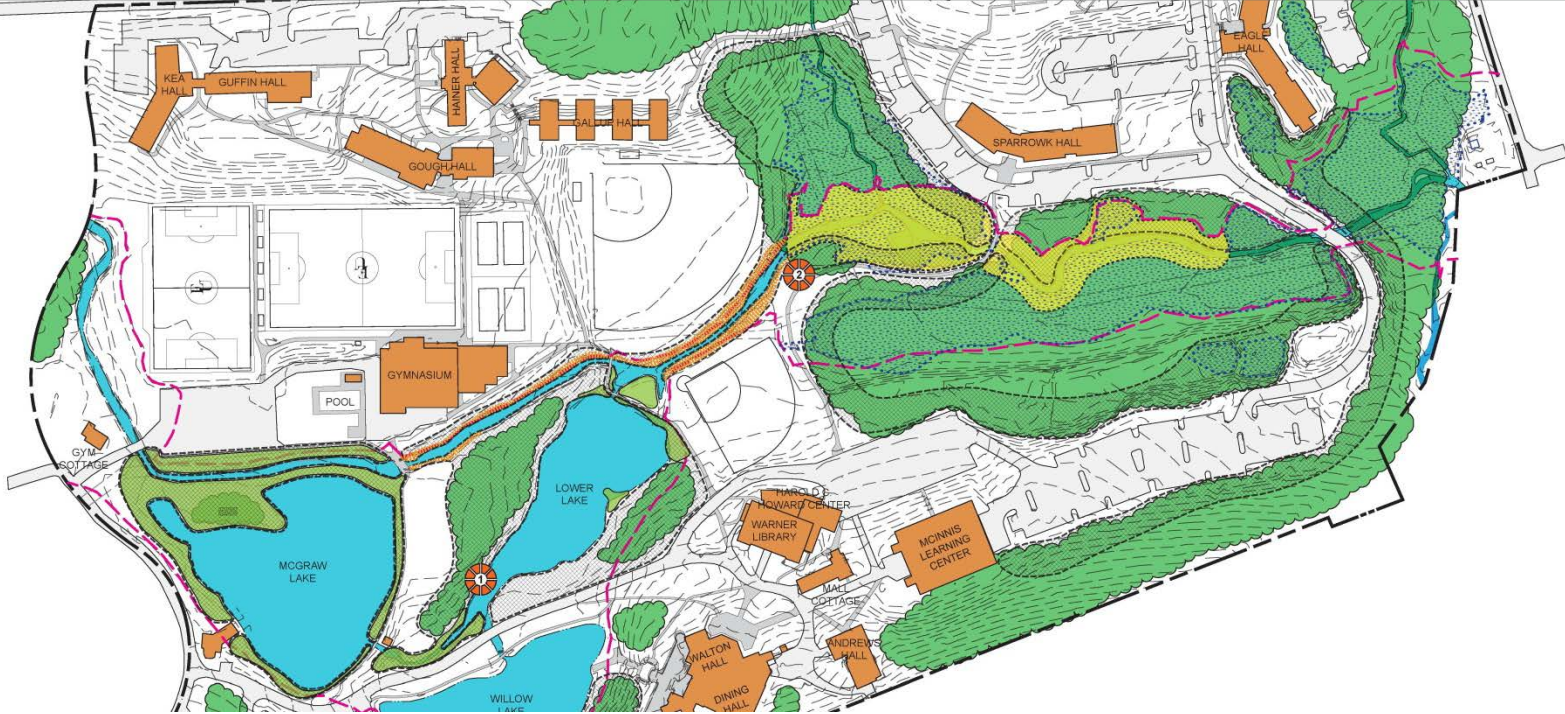 KEA
HALL
GUFFIN HALL
HAINER HALL
GALLUP HALL
GOUGH HALL
EAGLE
HALL
SPARROWK HALL
2
GYMNASIUM
POOL
GYM
COTTAGE
LOWER
LAKE
MCGRAW
LAKE
1
HAROLD G
HOWARD CENTER
WARNER
LIBRARY
MCINNIS
LEARNING
CENTER
MALL
COTTAGE
ANDREWS
HALL
WALTON
HALL
DINING
HALL
WILLOW
LAKE